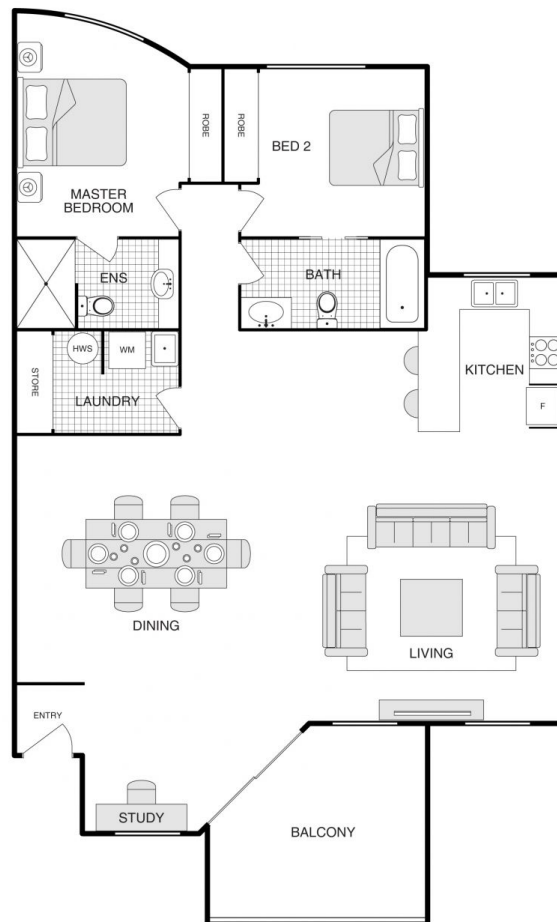 ROBE
ROBE
BED 2
MASTER
BEDROOM
ENS
BATH
HWS
WM
STORE
LAUNDRY
KITCHEN
F
DINING
LIVING
ENTRY
STUDY
BALCONY